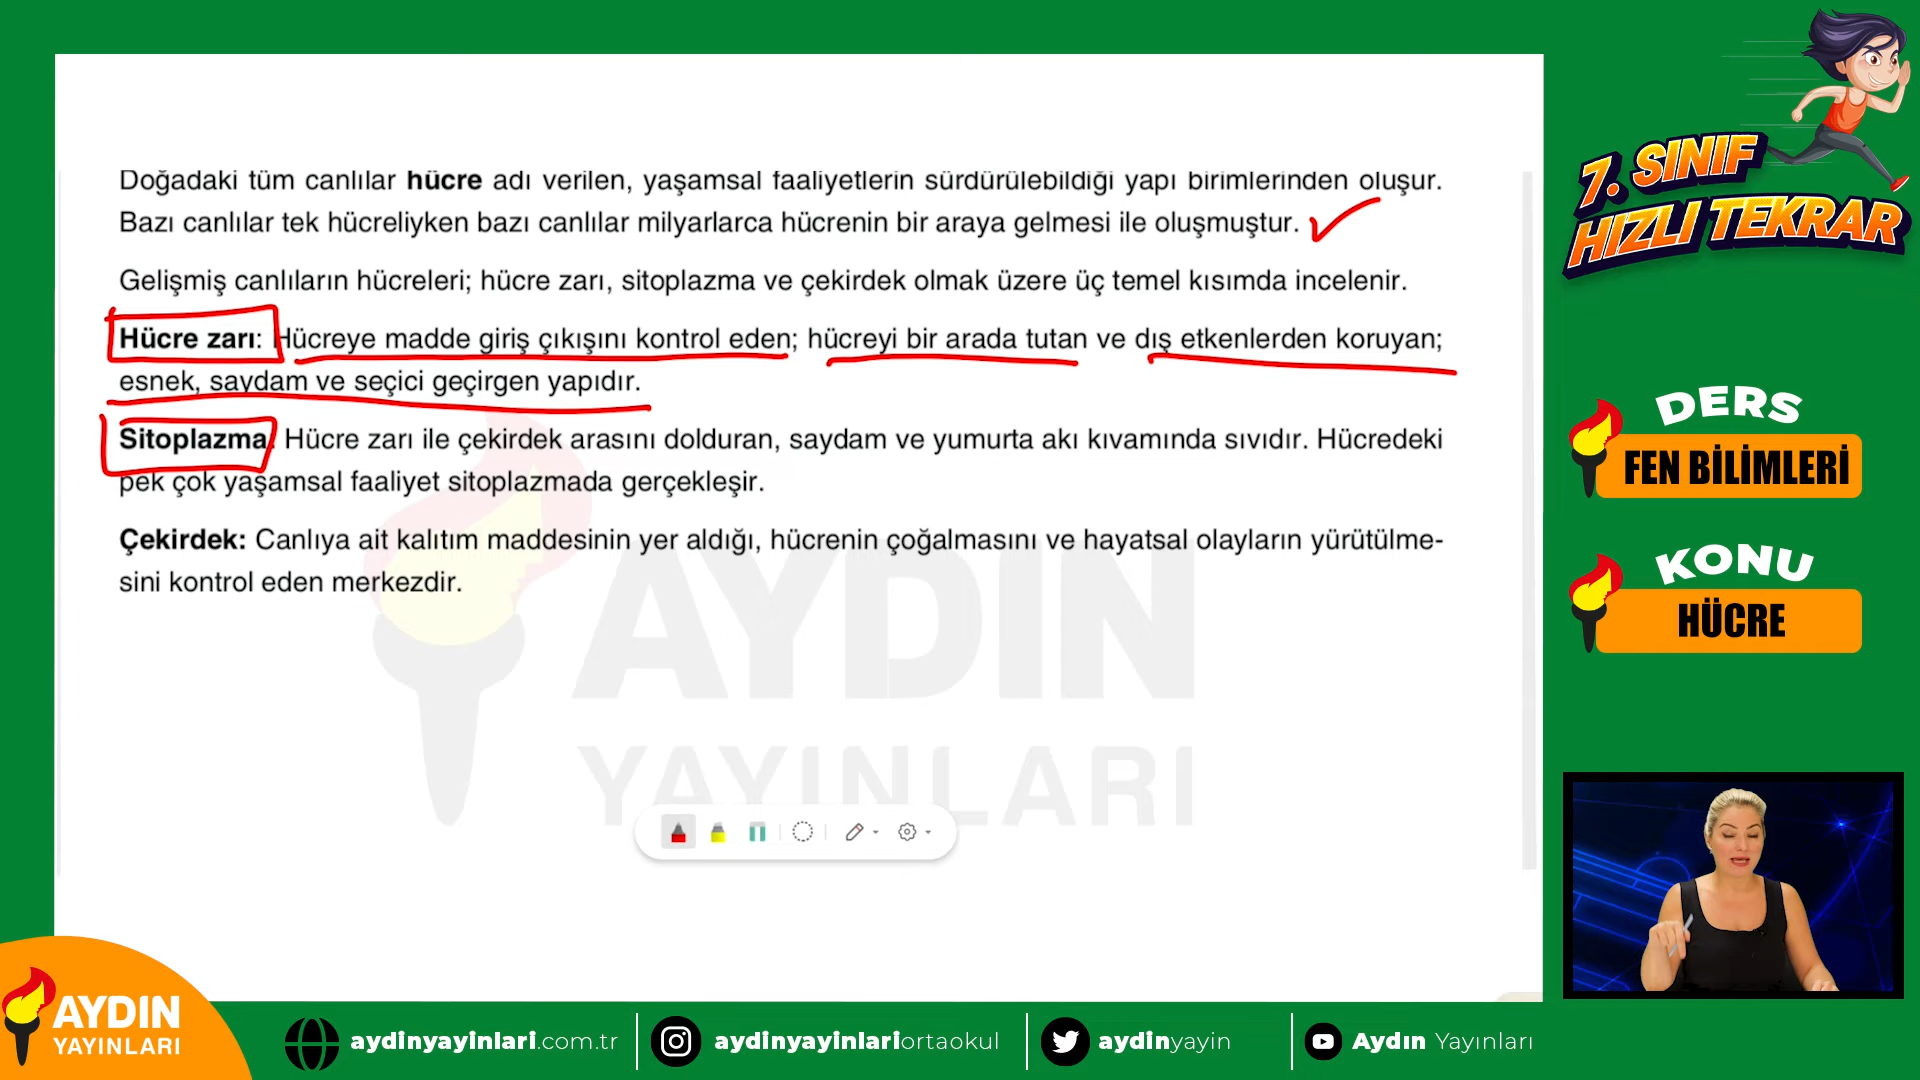 Doğadaki tüm canlılar hücre adı verilen, yaşamsal faaliyetlerin sürdürülebildiği yapı birimlerinden oluşur.
Bazı canlılar tek hücreliyken bazı canlılar milyarlarca hücrenin bir araya gelmesi ile oluşmuştur.
Gelişmiş canlıların hücreleri; hücre zarı, sitoplazma ve çekirdek olmak üzere üç temel kısımda incelenir.
Hücre zarı: Hücreye madde giriş çıkışını kontrol eden; hücreyi bir arada tutan ve dış etkenlerden koruyan;
esnek, saydam ve seçici geçirgen yapıdır.
Sitoplazma: Hücre zarı ile çekirdek arasını dolduran, saydam ve yumurta akı kıvamında sıvıdır. Hücredeki
pek çok yaşamsal faaliyet sitoplazmada gerçekleşir.
Çekirdek: Canlıya ait kalıtım maddesinin yer aldığı, hücrenin çoğalmasını ve hayatsal olayların yürütülme-
sini kontrol eden merkezdir.
AYDIN
YAYINLARI
7. SINIF
HIZLI TEKRAR
DERS
FEN BİLİMLERİ
KONU
HÜCRE
AYDIN
YAYINLARI
aydinyayinlari.com.tr
aydinyayinlariortaokul
aydinyayin
Aydın Yayınları